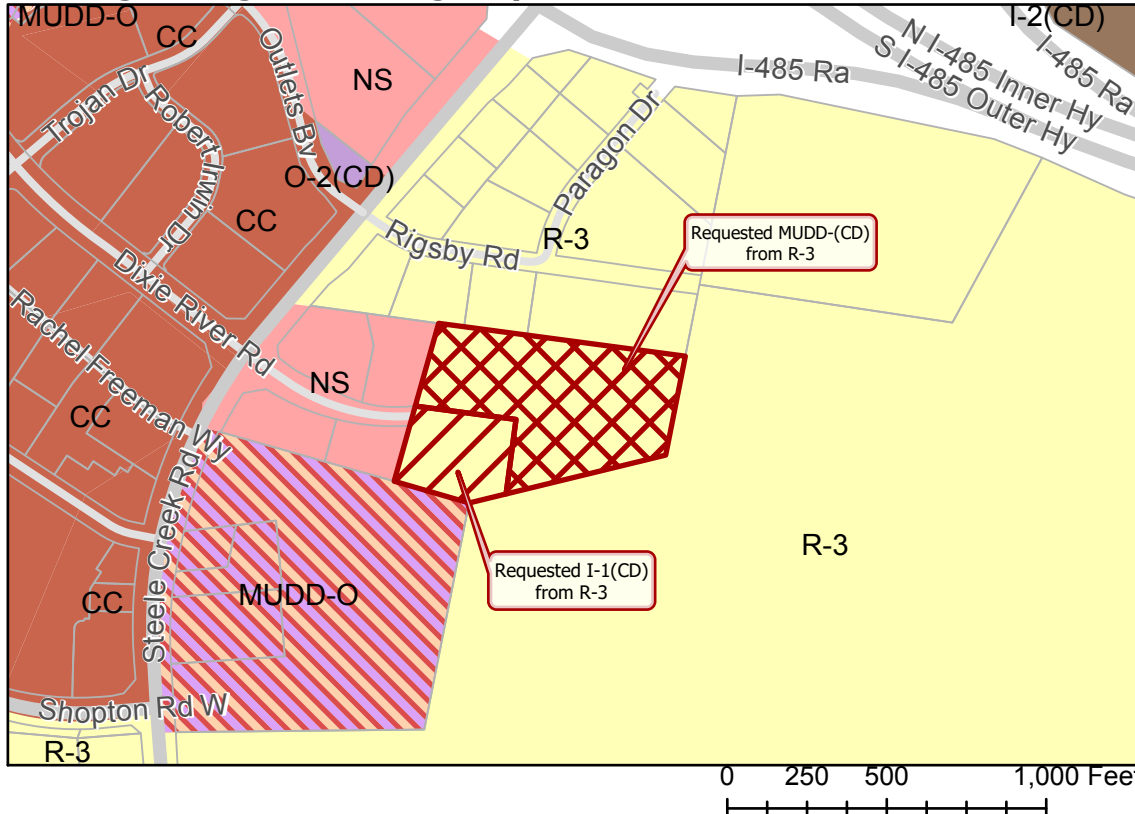 MUDD-O
CC
Outlets Bv
NS
I-485 Ra
N I-485 Inner Hy
S I-485 Outer Hy
I-2(CD)
I-485 Ra
Trojan Dr
Robert Irwin Dr
O-2(CD)
CC
Paragon Dr
Rigsby Rd
R-3
Requested MUDD-(CD)
from R-3
Dixie River Rd
Rachel Freeman Wy
NS
CC
Steele Creek Rd
R-3
Requested I-1(CD)
from R-3
MUDD-O
CC
Shopton Rd W
R-3
0 250 500 1,000 Feet